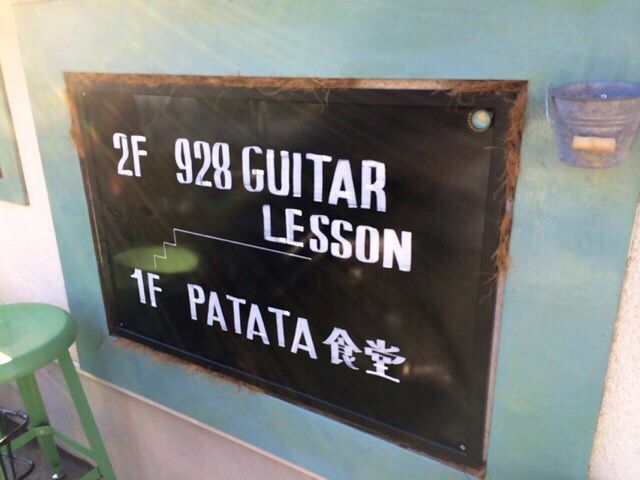 2F 928 GUITAR
LESSON
1F PATATA食堂